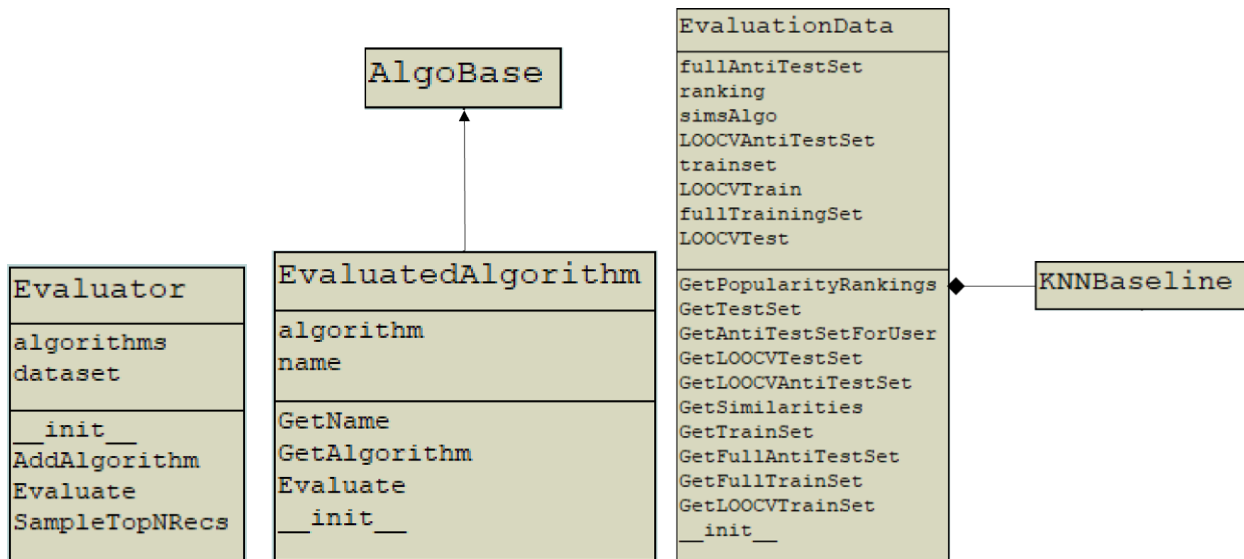 AlgoBase
Evaluator
algorithms
dataset
__init__
AddAlgorithm
Evaluate
SampleTopNRecs
EvaluatedAlgorithm
algorithm
name
GetName
GetAlgorithm
Evaluate
__init__
EvaluationData
fullAntiTestSet
ranking
simsAlgo
LOOCVAntiTestSet
trainset
LOOCVTrain
fullTrainingSet
LOOCVTest
GetPopularityRankings
GetTestSet
GetAntiTestSetForUser
GetLOOCVTestSet
GetLOOCVAntiTestSet
GetSimilarities
GetTrainSet
GetFullAntiTestSet
GetFullTrainSet
GetLOOCVTrainSet
__init__
KNNBaseline